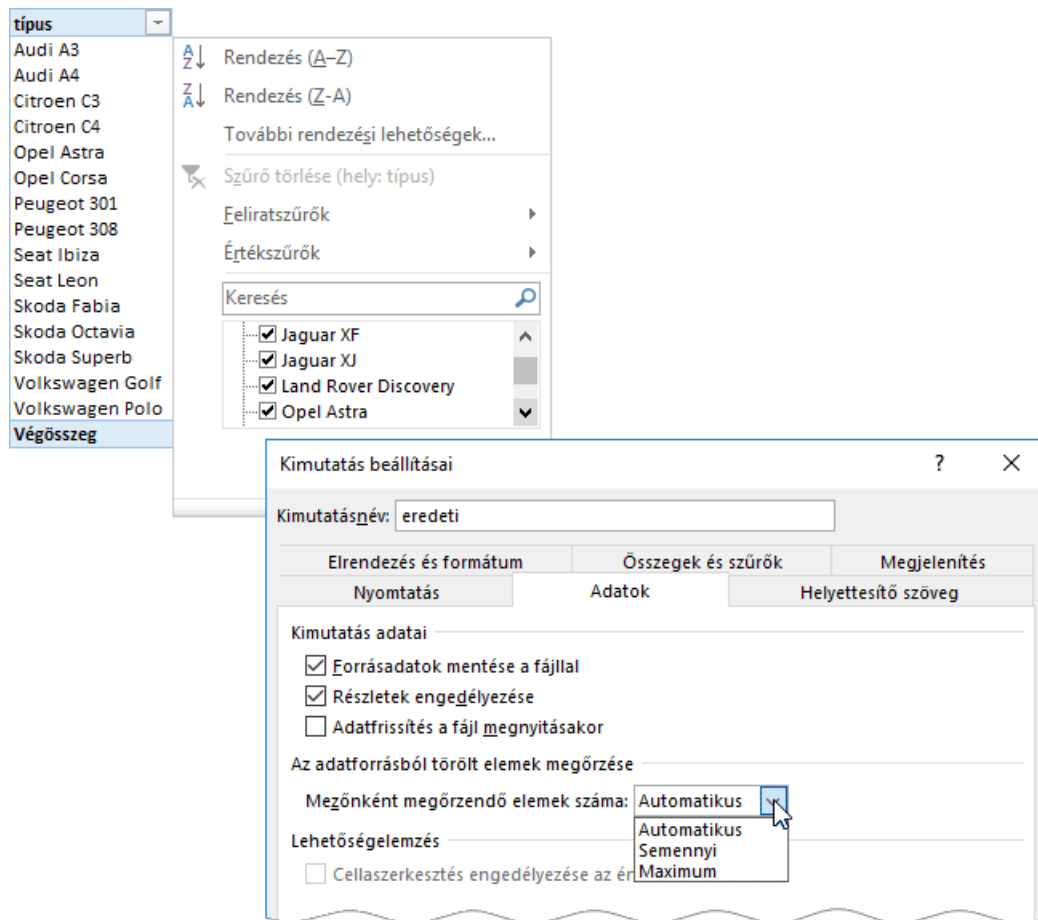 típus
Audi A3
Audi A4
Citroen C3
Citroen C4
Opel Astra
Opel Corsa
Peugeot 301
Peugeot 308
Seat Ibiza
Seat Leon
Skoda Fabia
Skoda Octavia
Skoda Superb
Volkswagen Golf
Volkswagen Polo
Végösszeg
Rendezés (A–Z)
Rendezés (Z-A)
További rendezési lehetőségek...
Szűrő törlése (hely: típus)
Feliratszűrők
Értékszűrők
Keresés
Jaguar XF
Jaguar XJ
Land Rover Discovery
Opel Astra
Kimutatás beállításai ?
Kimutatásnév: eredeti
Elrendezés és formátum Összegek és szűrők Megjelenítés
Nyomtatás Adatok Helyettesítő szöveg
Kimutatás adatai
Forrásadatok mentése a fájllal
Részletek engedélyezése
Adatfrissítés a fájl megnyitásakor
Az adatforrásból törölt elemek megőrzése
Mezőnként megőrzendő elemek száma: Automatikus
Automatikus
Semennyi
Maximum
Lehetőségelemzés
Cellaszerkesztés engedélyezése az